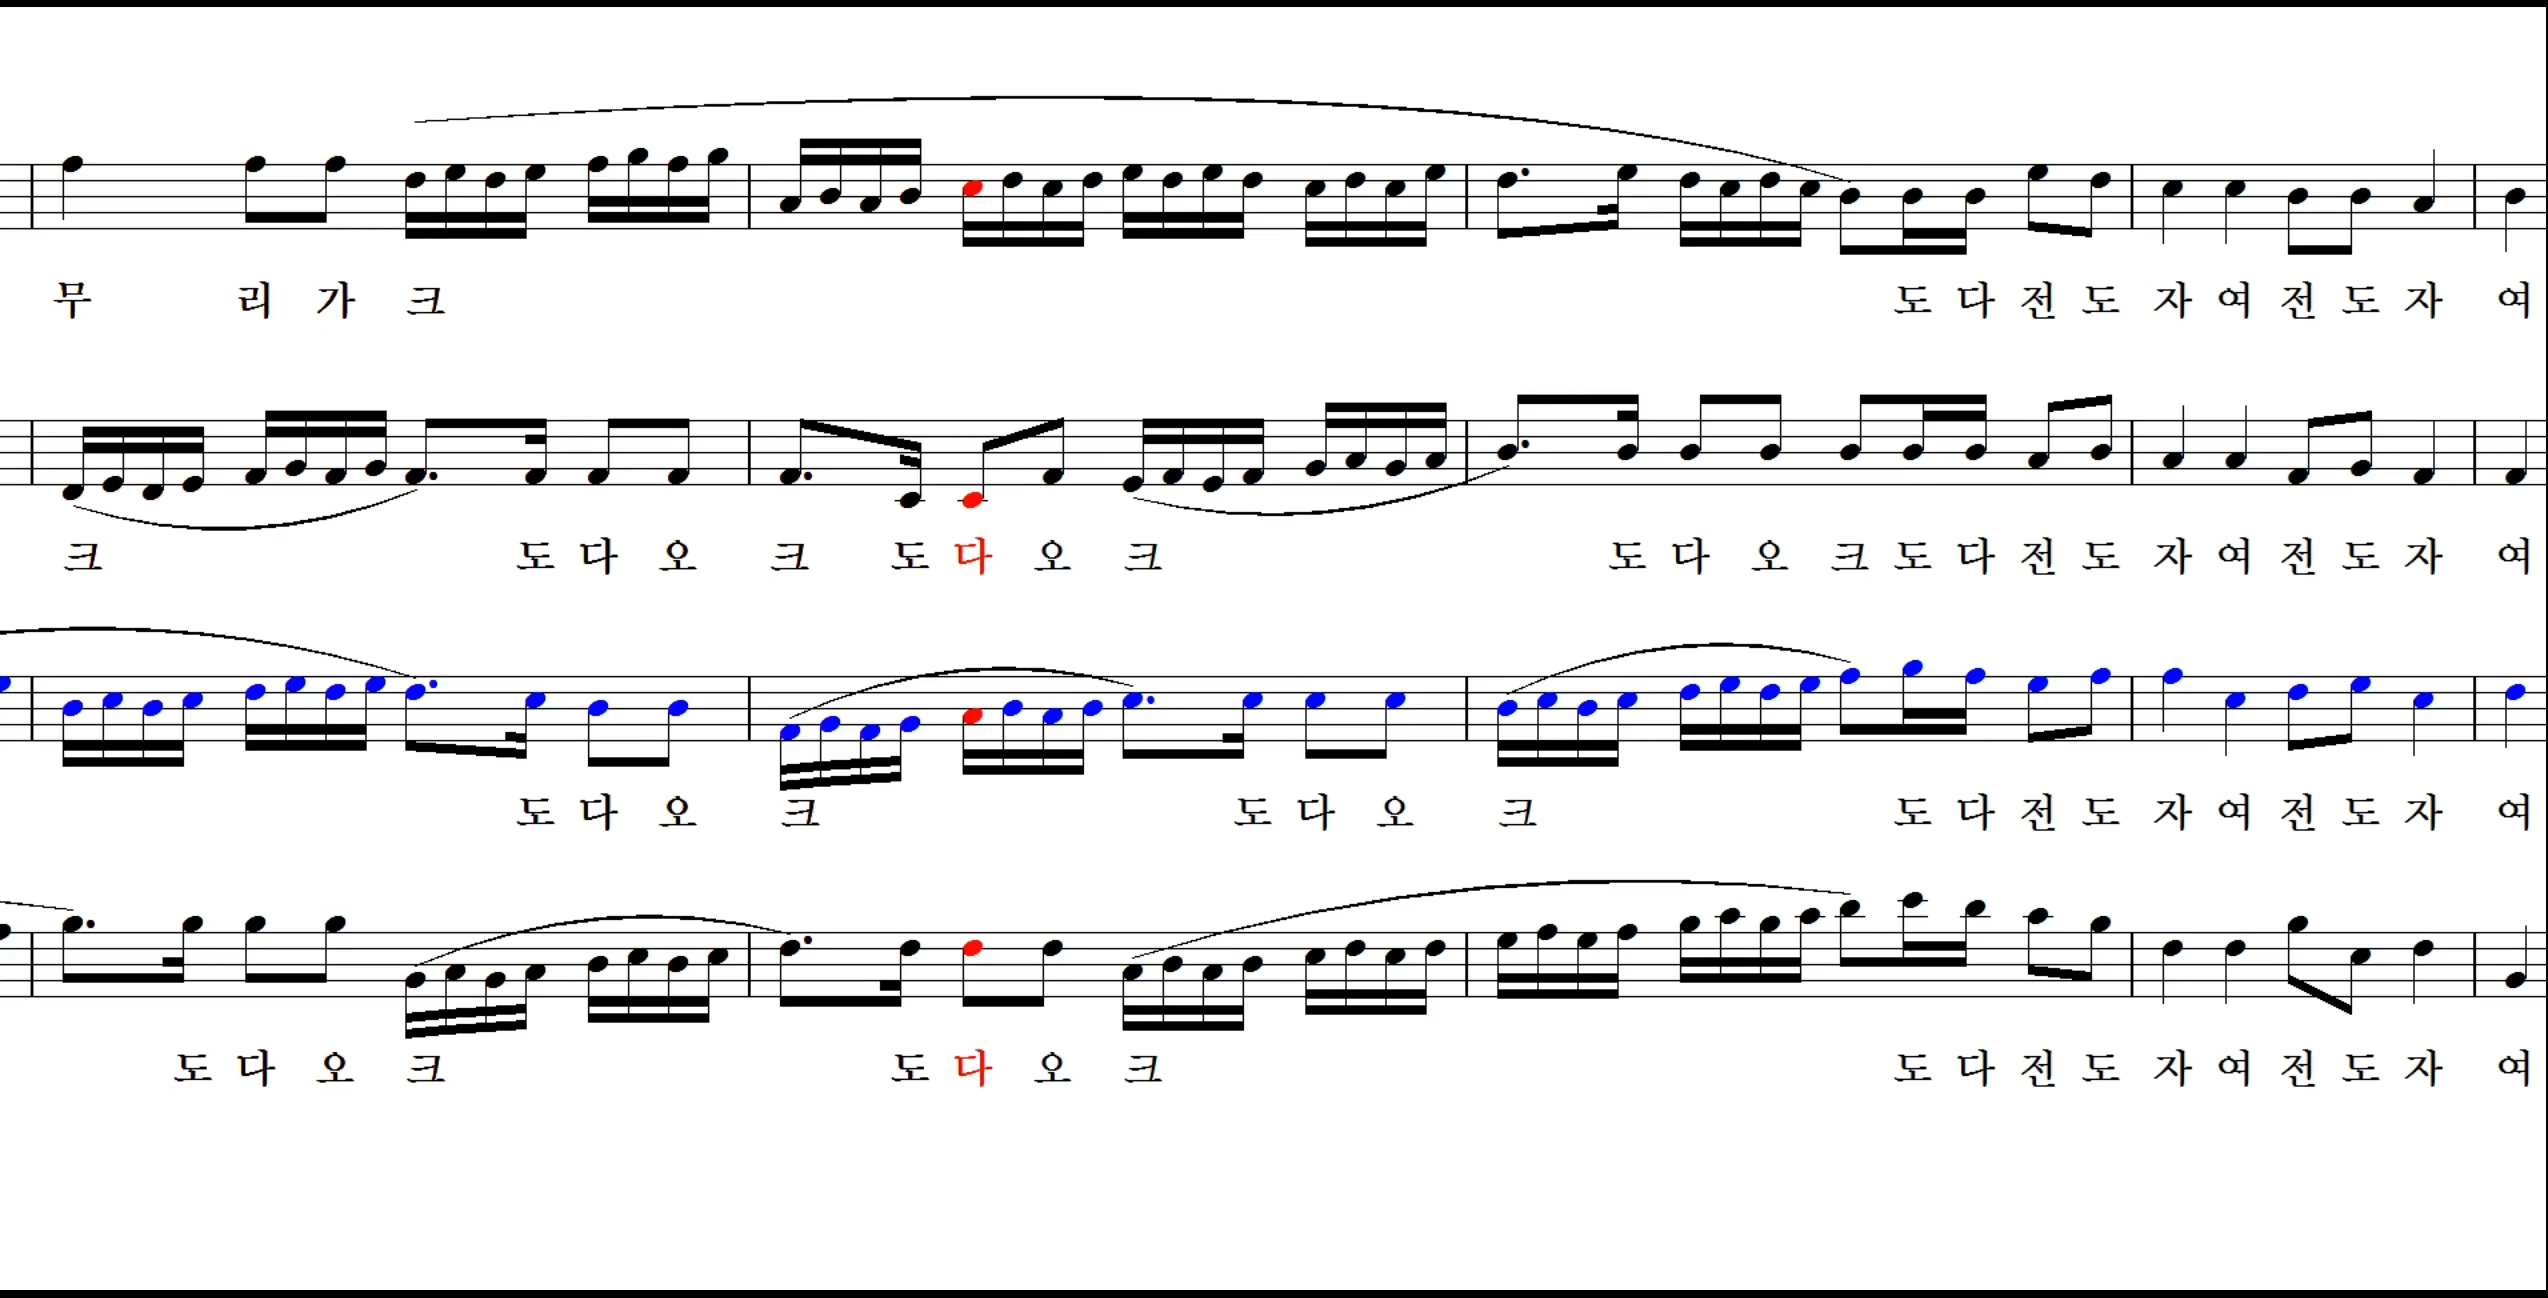 무 리 가 크 도 다 전 도 자 여 전 도 자 여
크 도 다 오 크 도 다 오 크 도 다 오 크 도 다 전 도 자 여 전 도 자 여
도 다 오 크 도 다 오 크 도 다 전 도 자 여 전 도 자 여
도 다 오 크 도 다 오 크 도 다 전 도 자 여 전 도 자 여